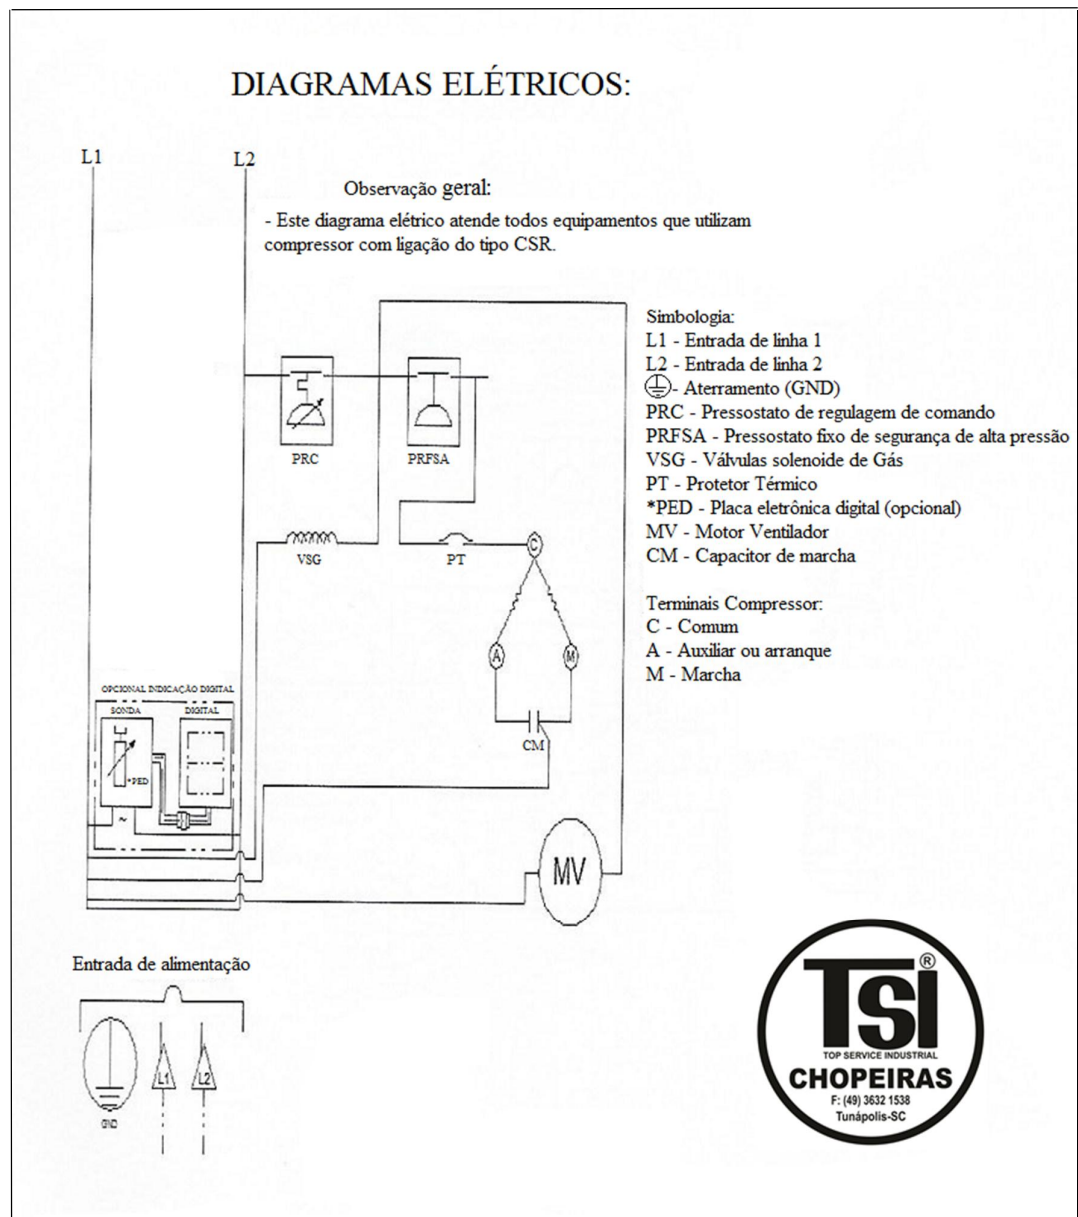 DIAGRAMAS ELÉTRICOS:
L1
L2
Observação geral:
- Este diagrama elétrico atende todos equipamentos que utilizam
compressor com ligação do tipo CSR.
Simbologia:
L1 - Entrada de linha 1
L2 - Entrada de linha 2
- Aterramento (GND)
PRC - Pressostato de regulagem de comando
PRFSA - Pressostato fixo de segurança de alta pressão
VSG - Válvulas solenoide de Gás
PT - Protetor Térmico
*PED - Placa eletrônica digital (opcional)
MV - Motor Ventilador
CM - Capacitor de marcha
Terminais Compressor:
C - Comum
A - Auxiliar ou arranque
M - Marcha
PRC
PRFSA
VSG
PT
C
A
M
CM
OPCIONAL INDICAÇÃO DIGITAL
SONDA
DIGITAL
*PED
~
MV
Entrada de alimentação
L1
L2
GND
TSI ®
TOP SERVICE INDUSTRIAL
CHOPEIRAS
F: (49) 3632 1538
Tunápolis-SC